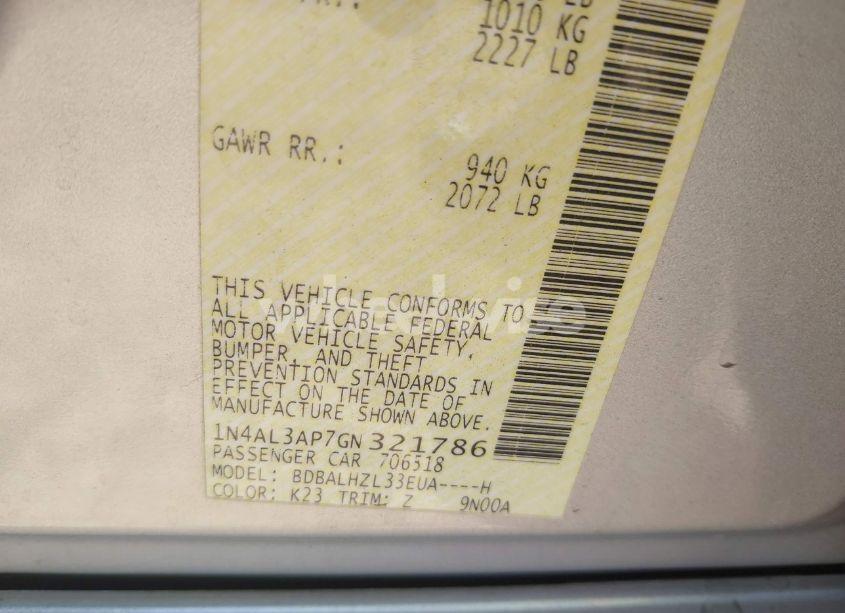 1010 KG
2227 LB
GAWR RR.:
940 KG
2072 LB
THIS VEHICLE CONFORMS TO
ALL APPLICABLE FEDERAL
MOTOR VEHICLE SAFETY,
BUMPER, AND THEFT
PREVENTION STANDARDS IN
EFFECT ON THE DATE OF
MANUFACTURE SHOWN ABOVE.
1N4AL3AP7GN321786
PASSENGER CAR 706518
MODEL: BDBALHZL33EUA----H
COLOR: K23 TRIM: Z 9N00A